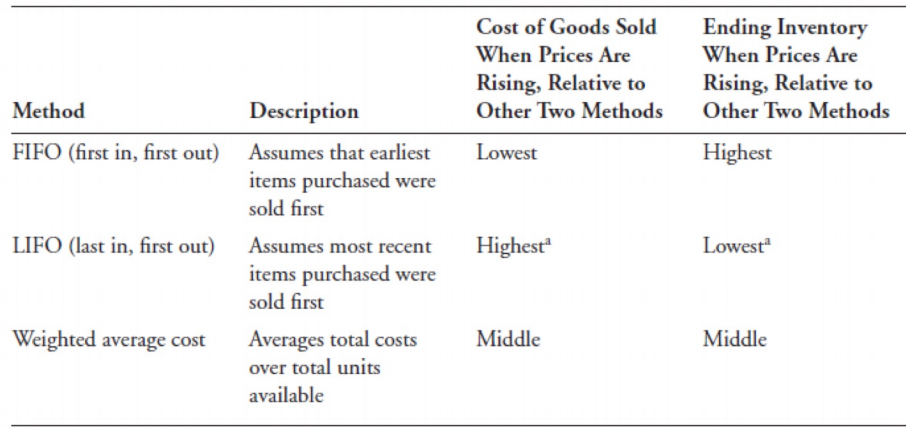 Method Description Cost of Goods Sold When Prices Are Rising, Relative to Other Two Methods Ending Inventory When Prices Are Rising, Relative to Other Two Methods
FIFO (first in, first out) Assumes that earliest items purchased were sold first Lowest Highest
LIFO (last in, first out) Assumes most recent items purchased were sold first Highestᵃ Lowestᵃ
Weighted average cost Averages total costs over total units available Middle Middle